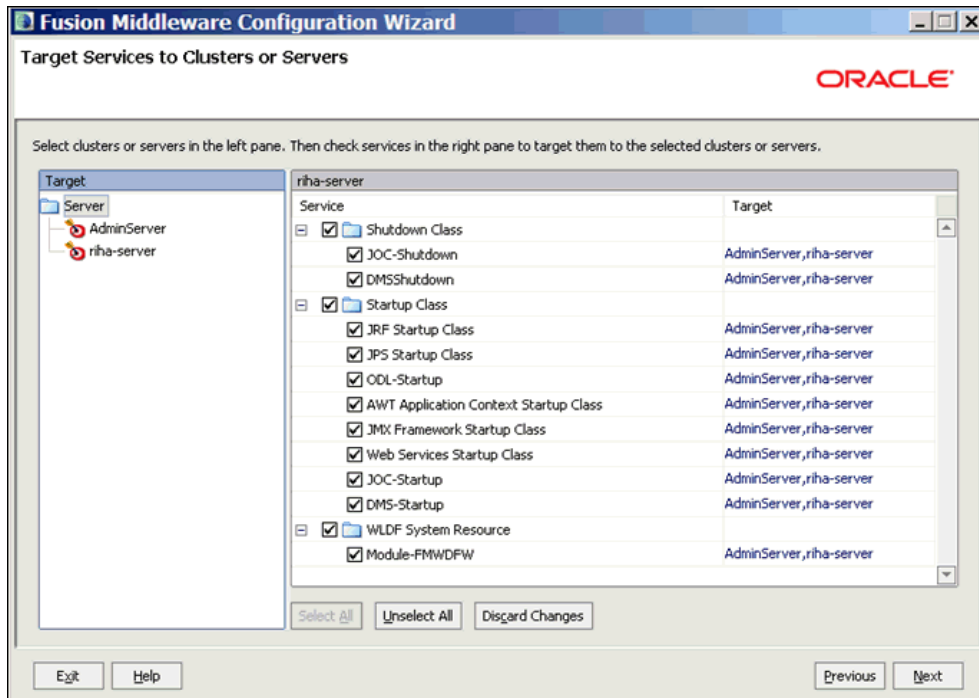 Fusion Middleware Configuration Wizard
Target Services to Clusters or Servers
ORACLE
Select clusters or servers in the left pane. Then check services in the right pane to target them to the selected clusters or servers.
Target
Server
AdminServer
riha-server
riha-server
Service Target
Shutdown Class
JOC-Shutdown AdminServer,riha-server
DMSShutdown AdminServer,riha-server
Startup Class
JRF Startup Class AdminServer,riha-server
JPS Startup Class AdminServer,riha-server
ODL-Startup AdminServer,riha-server
AWT Application Context Startup Class AdminServer,riha-server
JMX Framework Startup Class AdminServer,riha-server
Web Services Startup Class AdminServer,riha-server
JOC-Startup AdminServer,riha-server
DMS-Startup AdminServer,riha-server
WLDF System Resource
Module-FMWDFW AdminServer,riha-server
Select All Unselect All Discard Changes
Exit Help Previous Next